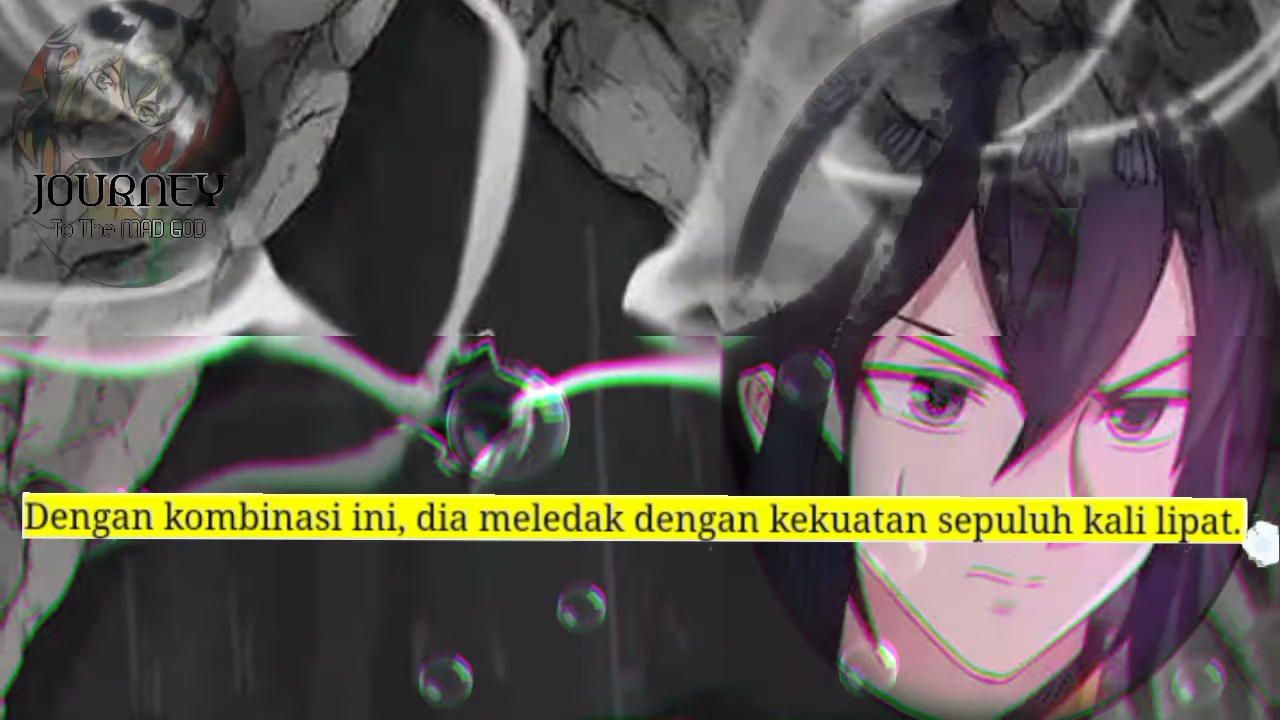 JOURNEY
To The MAD GOD
Dengan kombinasi ini, dia meledak dengan kekuatan sepuluh kali lipat.